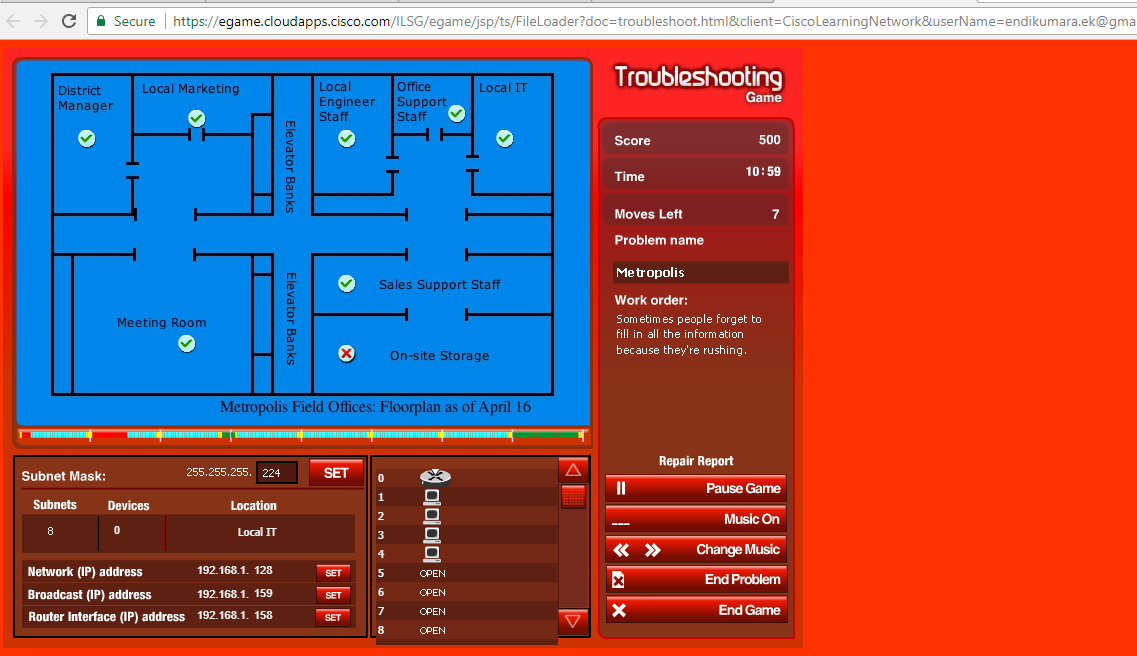 Secure
https://egame.cloudapps.cisco.com/ILSG/egame/jsp/ts/FileLoader?doc=troubleshoot.html&client=CiscoLearningNetwork&userName=endikumara.ek@gma
District
Manager
Local Marketing
Elevator Banks
Local
Engineer
Staff
Office
Support
Staff
Local IT
Elevator Banks
Sales Support Staff
Meeting Room
On-site Storage
Metropolis Field Offices: Floorplan as of April 16
Troubleshooting
Game
Score 500
Time 10:59
Moves Left 7
Problem name
Metropolis
Work order:
Sometimes people forget to
fill in all the information
because they're rushing.
Repair Report
Pause Game
Music On
Change Music
End Problem
End Game
Subnet Mask: 255.255.255. 224 SET
Subnets Devices Location
8 0 Local IT
Network (IP) address 192.168.1. 128 SET
Broadcast (IP) address 192.168.1. 159 SET
Router Interface (IP) address 192.168.1. 158 SET
0
1
2
3
4
5 OPEN
6 OPEN
7 OPEN
8 OPEN